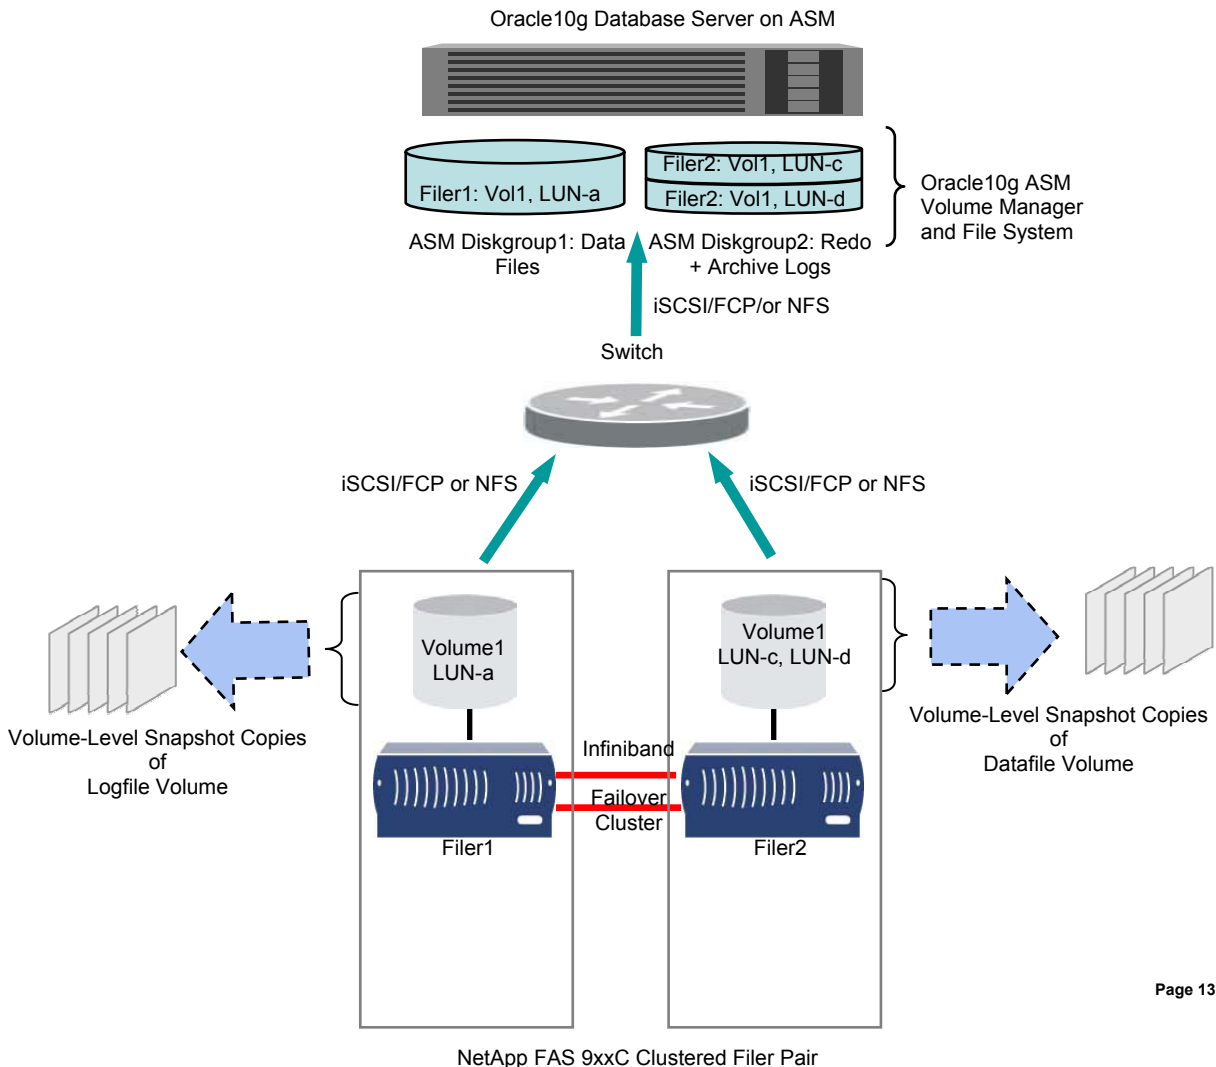 Oracle10g Database Server on ASM
Filer1: Vol1, LUN-a
Filer2: Vol1, LUN-c
Filer2: Vol1, LUN-d
Oracle10g ASM
Volume Manager
and File System
ASM Diskgroup1: Data
Files
ASM Diskgroup2: Redo
+ Archive Logs
iSCSI/FCP/or NFS
Switch
iSCSI/FCP or NFS
iSCSI/FCP or NFS
Volume1
LUN-a
Volume1
LUN-c, LUN-d
Volume-Level Snapshot Copies
of
Logfile Volume
Volume-Level Snapshot Copies
of
Datafile Volume
Infiniband
Failover
Cluster
Filer1
Filer2
Page 13
NetApp FAS 9xxC Clustered Filer Pair